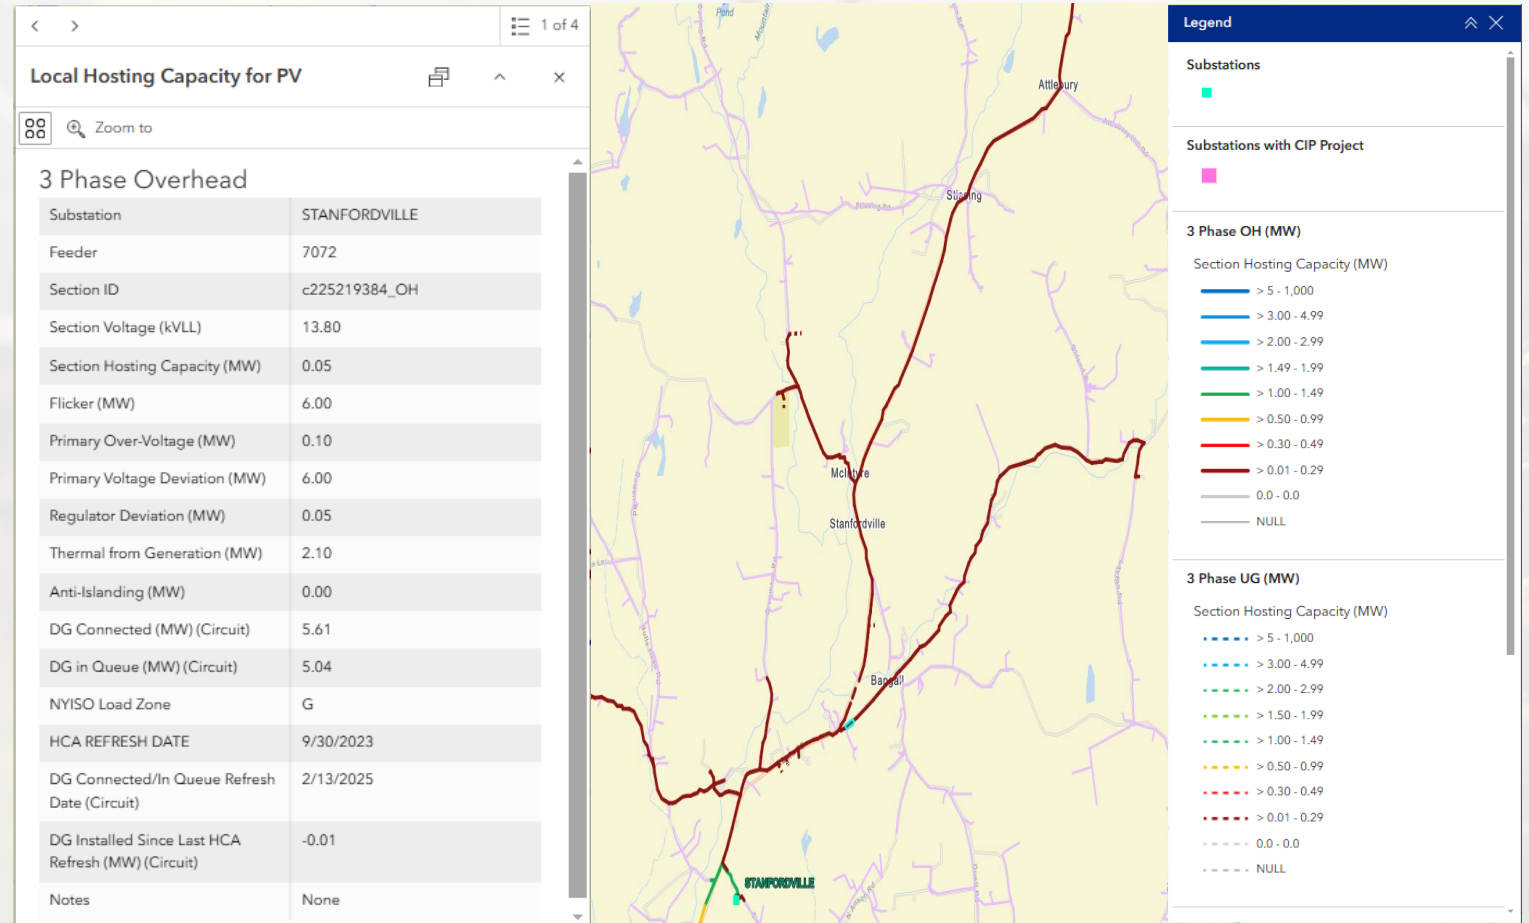 1 of 4
Local Hosting Capacity for PV
Zoom to
3 Phase Overhead
Substation STANFORDVILLE
Feeder 7072
Section ID c225219384_OH
Section Voltage (kVLL) 13.80
Section Hosting Capacity (MW) 0.05
Flicker (MW) 6.00
Primary Over-Voltage (MW) 0.10
Primary Voltage Deviation (MW) 6.00
Regulator Deviation (MW) 0.05
Thermal from Generation (MW) 2.10
Anti-Islanding (MW) 0.00
DG Connected (MW) (Circuit) 5.61
DG in Queue (MW) (Circuit) 5.04
NYISO Load Zone G
HCA REFRESH DATE 9/30/2023
DG Connected/In Queue Refresh 2/13/2025
Date (Circuit)
DG Installed Since Last HCA -0.01
Refresh (MW) (Circuit)
Notes None
Pond
Mountain
Attlebury
Stissing
Stissing Rd
McIntyre
Stanfordville
Bangall
STANFORDVILLE
Legend
Substations
Substations with CIP Project
3 Phase OH (MW)
Section Hosting Capacity (MW)
> 5 - 1,000
> 3.00 - 4.99
> 2.00 - 2.99
> 1.49 - 1.99
> 1.00 - 1.49
> 0.50 - 0.99
> 0.30 - 0.49
> 0.01 - 0.29
0.0 - 0.0
NULL
3 Phase UG (MW)
Section Hosting Capacity (MW)
> 5 - 1,000
> 3.00 - 4.99
> 2.00 - 2.99
> 1.50 - 1.99
> 1.00 - 1.49
> 0.50 - 0.99
> 0.30 - 0.49
> 0.01 - 0.29
0.0 - 0.0
NULL